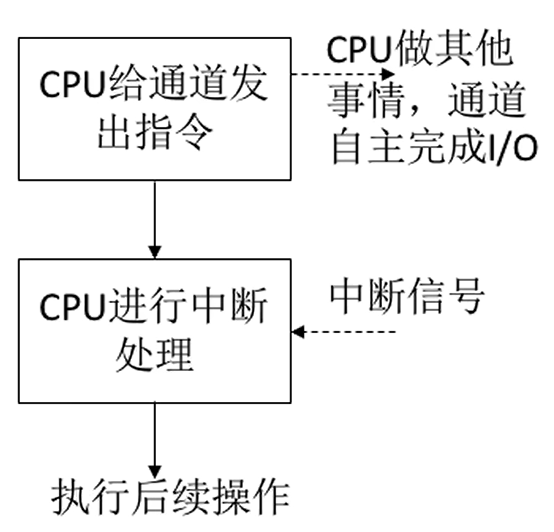 CPU给通道发
出指令
CPU做其他
事情，通道
自主完成I/O
CPU进行中断
处理
中断信号
执行后续操作